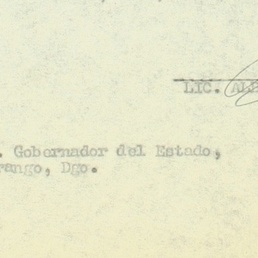 LIC.
Gobernador del Estado,
rango, Dgo.